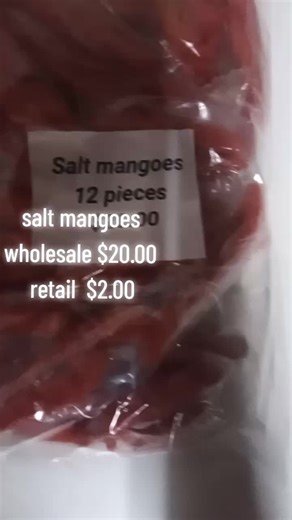 Salt mangoes
12 pieces
salt mangoes
wholesale $20.00
retail $2.00